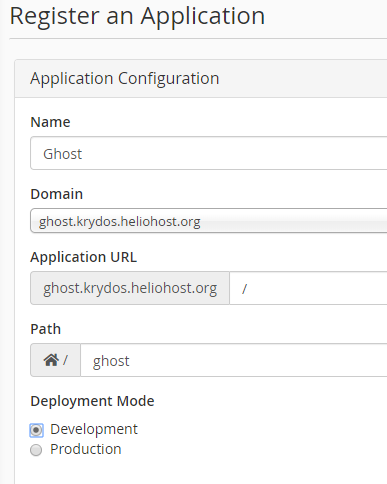 Register an Application
Application Configuration
Name
Ghost
Domain
ghost.krydos.heliohost.org
Application URL
ghost.krydos.heliohost.org /
Path
/ ghost
Deployment Mode
Development
Production